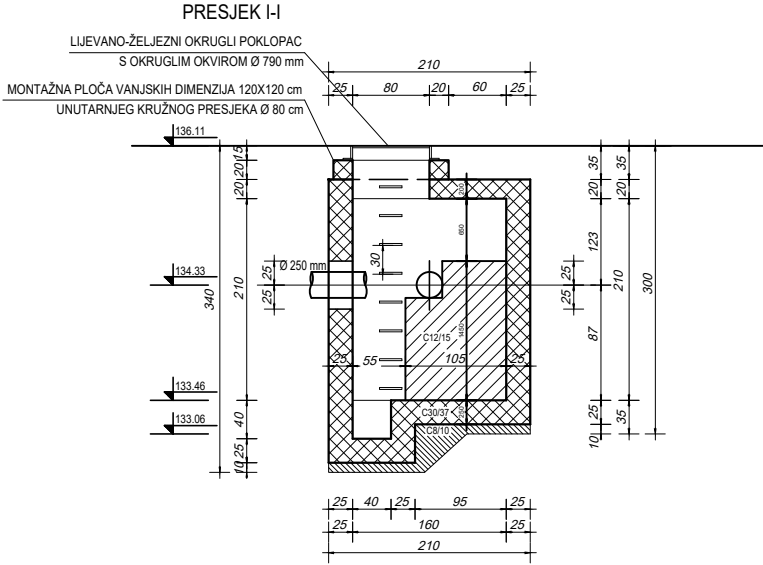 PRESJEK I-I
LIJEVANO-ŽELJEZNI OKRUGLI POKLOPAC
S OKRUGLIM OKVIROM Ø 790 mm
MONTAŽNA PLOČA VANJSKIH DIMENZIJA 120X120 cm
UNUTARNJEG KRUŽNOG PRESJEKA Ø 80 cm
210
25 80 20 60 25
136.11
134.33
133.46
133.06
340
15
20
20
210
40
25
10
25
25
Ø 250 mm
30
200
650
1450
250
C12/15
25 55 105 25
C30/37
C8/10
25
25
35
20
123
87
25
10
35
20
210
35
300
25 40 25 95 25
25 160 25
210